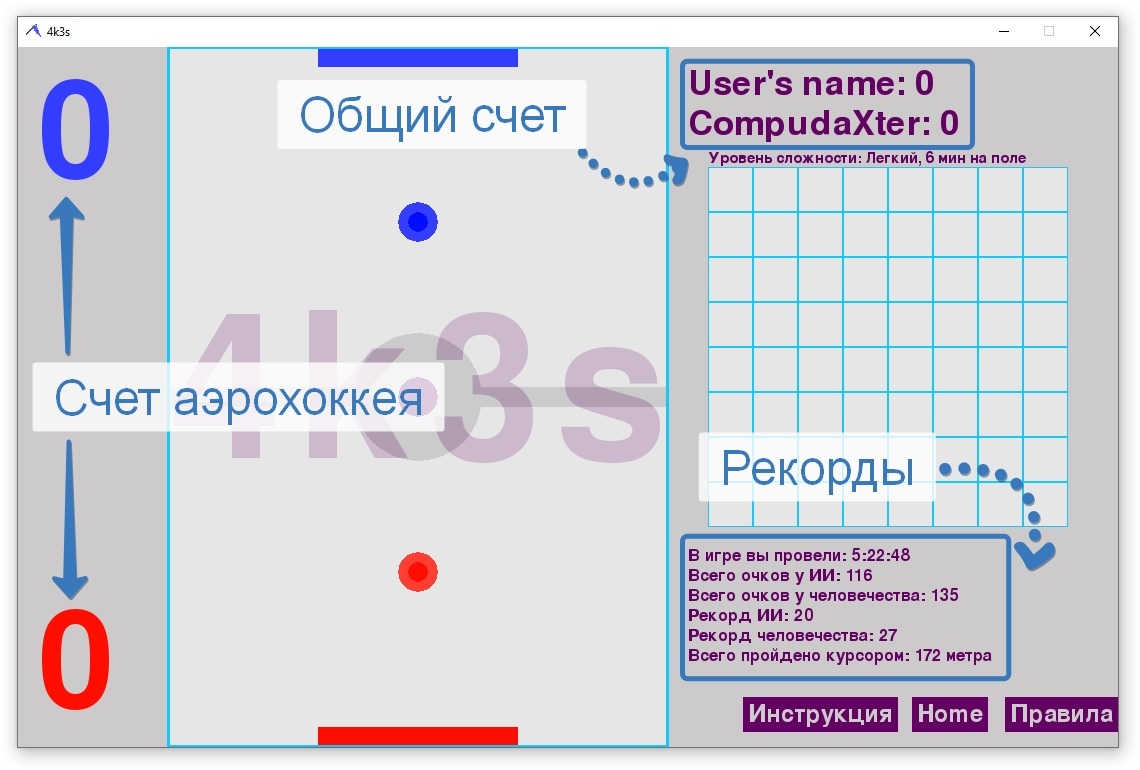 4k3s
0
Общий счет
User's name: 0
CompudaXter: 0
Уровень сложности: Легкий, 6 мин на поле
4k3s
Счет аэрохоккея
Рекорды
В игре вы провели: 5:22:48
Всего очков у ИИ: 116
Всего очков у человечества: 135
Рекорд ИИ: 20
Рекорд человечества: 27
Всего пройдено курсором: 172 метра
0
Инструкция Home Правила